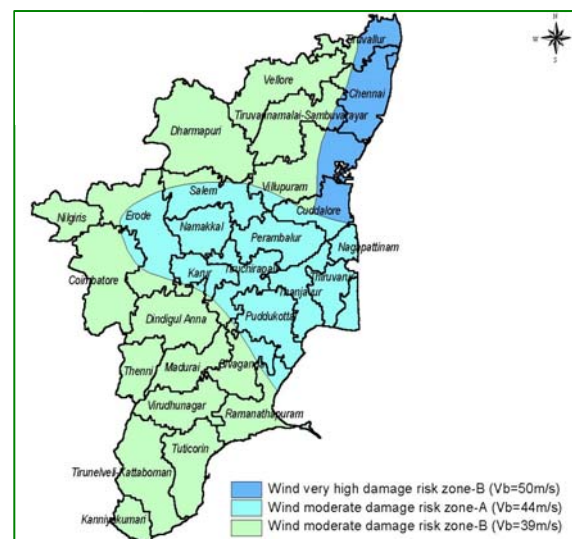 N
W
S
Tiruvallur
Chennai
Vellore
Tiruvannamalai-Sambuvarayar
Dharmapuri
Villupuram
Salem
Cuddalore
Nilgiris
Erode
Namakkal
Perambalur
Nagapattinam
Coimbatore
Karur
Tiruchirapalli
Thiruvarur
Thanjavur
Puddukottai
Dindigul Anna
Sivaganga
Thenni
Madurai
Virudhunagar
Ramanathapuram
Tuticorin
Tirunelveli-Kattaboman
Kanniyakumari
Wind very high damage risk zone-B (Vb=50m/s)
Wind moderate damage risk zone-A (Vb=44m/s)
Wind moderate damage risk zone-B (Vb=39m/s)